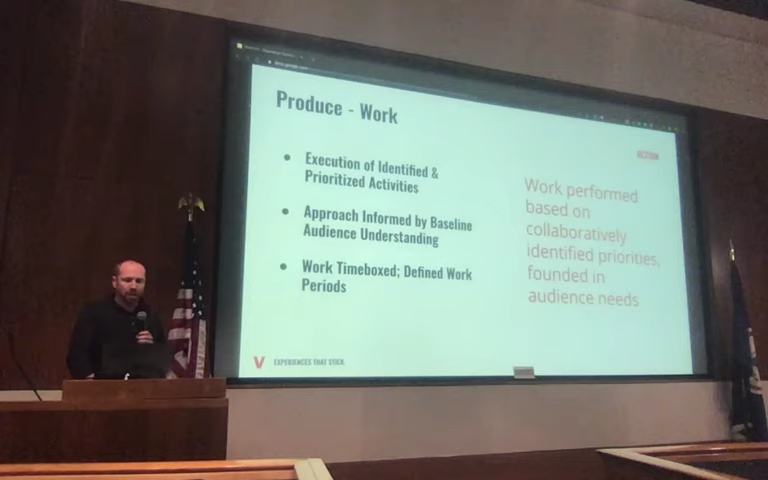 Produce - Work
Execution of Identified &
Prioritized Activities
Approach Informed by Baseline
Audience Understanding
Work Timeboxed; Defined Work
Periods
Work performed
based on
collaboratively
identified priorities,
founded in
audience needs
V EXPERIENCES THAT STICK.